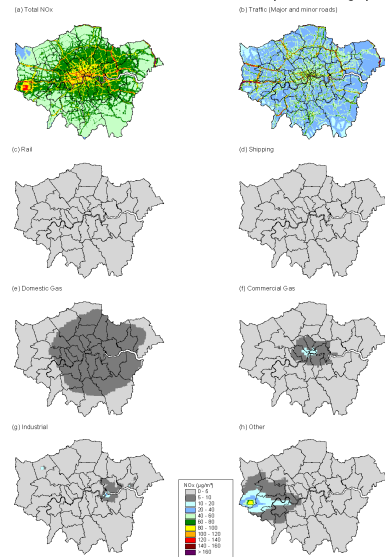 (a) Total NOx
(b) Traffic (Major and minor roads)
(c) Rail
(d) Shipping
(e) Domestic Gas
(f) Commercial Gas
(g) Industrial
(h) Other
NOx (µg/m³)
0 - 5
5 - 10
10 - 20
20 - 40
40 - 60
60 - 80
80 - 100
100 - 120
120 - 140
140 - 160
> 160